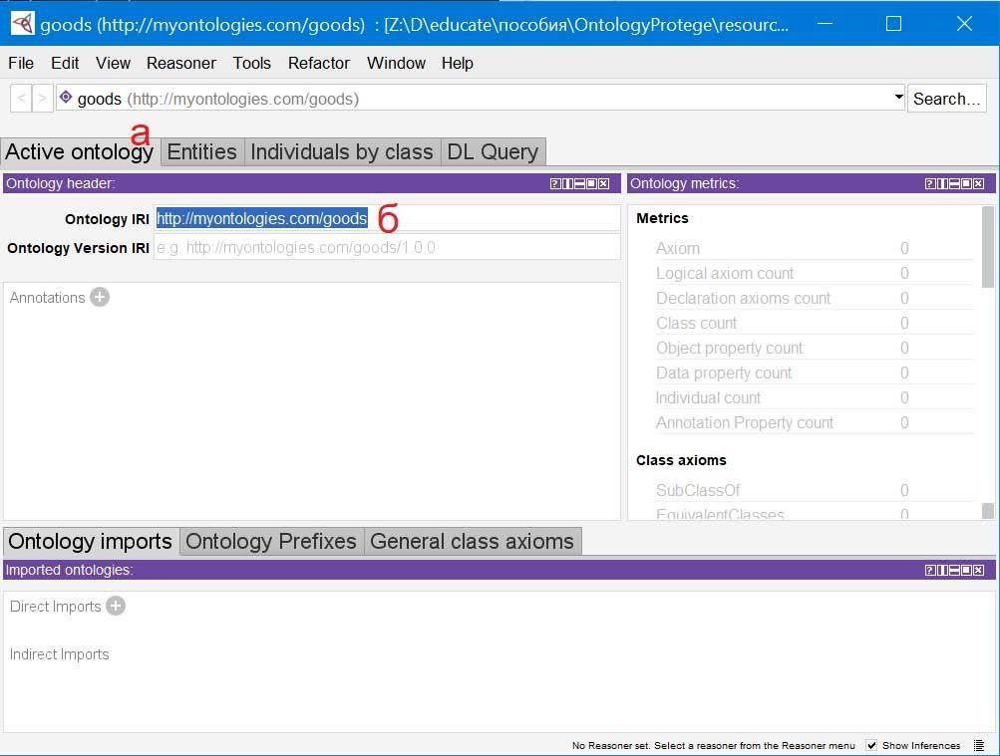 goods (http://myontologies.com/goods) : [Z:\D\educate\пособия\OntologyProtege\resourc...
File Edit View Reasoner Tools Refactor Window Help
< > goods (http://myontologies.com/goods) Search...
а
Active ontology Entities Individuals by class DL Query
Ontology header:
Ontology IRI http://myontologies.com/goods б
Ontology Version IRI e.g. http://myontologies.com/goods/1.0.0
Annotations +
Ontology metrics:
Metrics
Axiom 0
Logical axiom count 0
Declaration axioms count 0
Class count 0
Object property count 0
Data property count 0
Individual count 0
Annotation Property count 0
Class axioms
SubClassOf 0
EquivalentClasses 0
Ontology imports Ontology Prefixes General class axioms
Imported ontologies:
Direct Imports +
Indirect Imports
No Reasoner set. Select a reasoner from the Reasoner menu Show Inferences